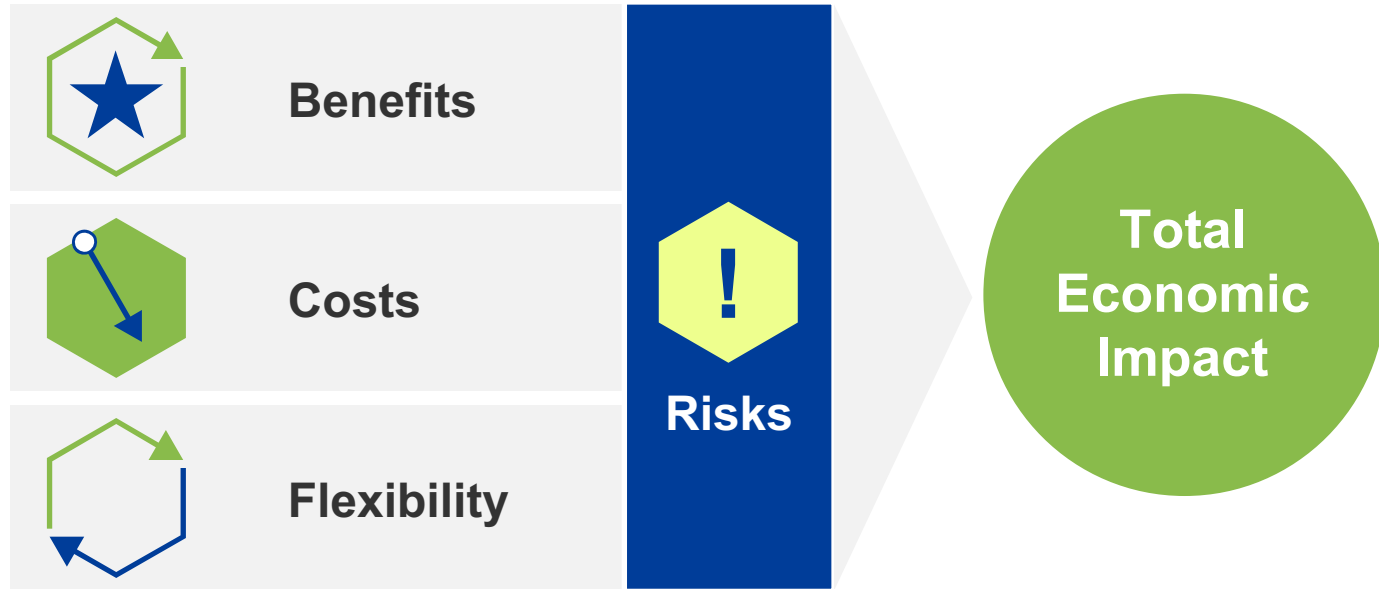 Benefits
Costs
Flexibility
!
Risks
Total
Economic
Impact